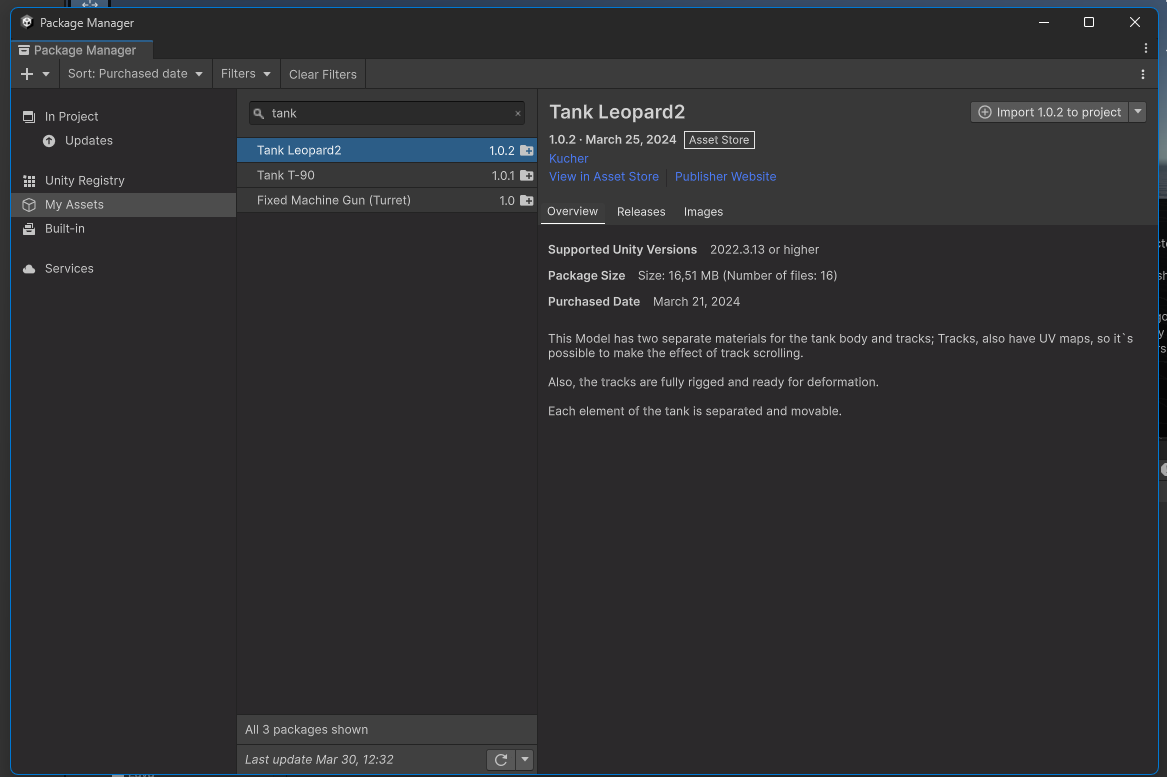 Package Manager
Package Manager
Sort: Purchased date
Filters
Clear Filters
In Project
Updates
Unity Registry
My Assets
Built-in
Services
tank
Tank Leopard2 1.0.2
Tank T-90 1.0.1
Fixed Machine Gun (Turret) 1.0
All 3 packages shown
Last update Mar 30, 12:32
Tank Leopard2
Import 1.0.2 to project
1.0.2 · March 25, 2024 Asset Store
Kucher
View in Asset Store Publisher Website
Overview Releases Images
Supported Unity Versions 2022.3.13 or higher
Package Size Size: 16,51 MB (Number of files: 16)
Purchased Date March 21, 2024
This Model has two separate materials for the tank body and tracks; Tracks, also have UV maps, so it`s
possible to make the effect of track scrolling.
Also, the tracks are fully rigged and ready for deformation.
Each element of the tank is separated and movable.